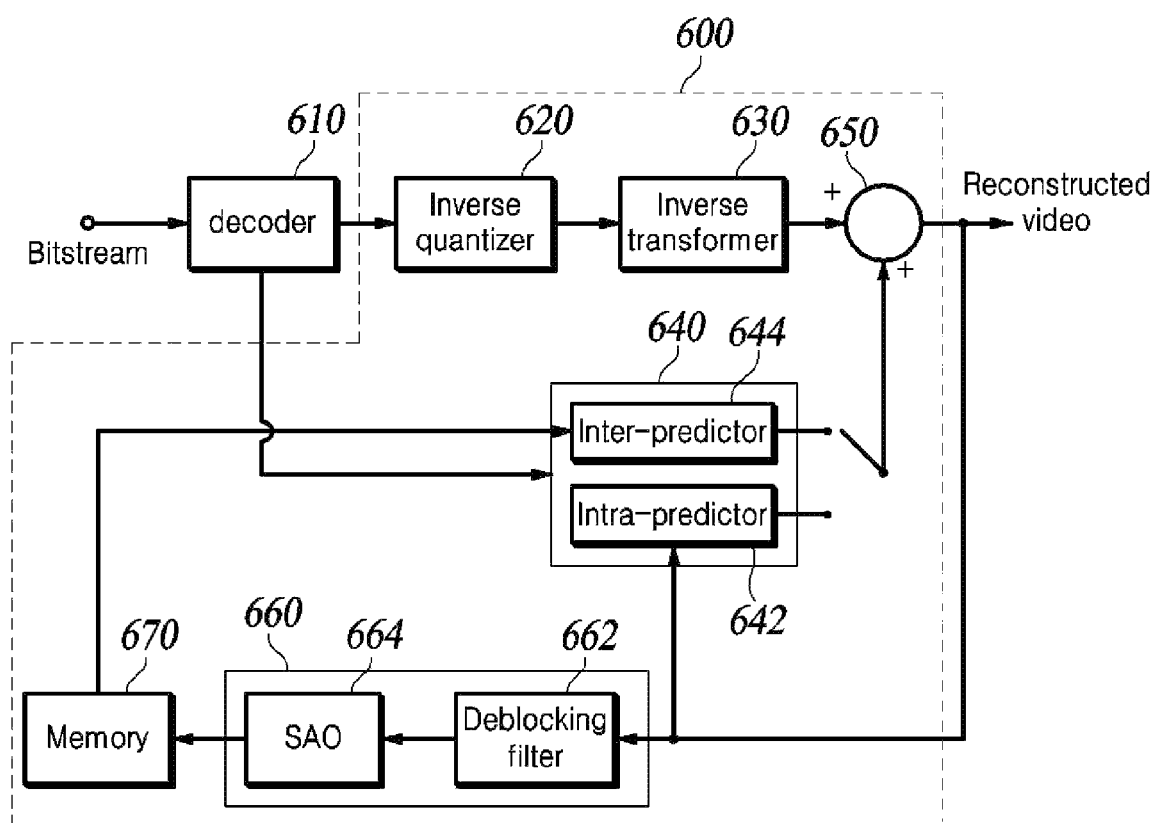 600
610
620
630
650
decoder
Inverse
quantizer
Inverse
transformer
+
+
Reconstructed
video
Bitstream
640
644
Inter-predictor
Intra-predictor
642
660
670
664
662
Memory
SAO
Deblocking
filter